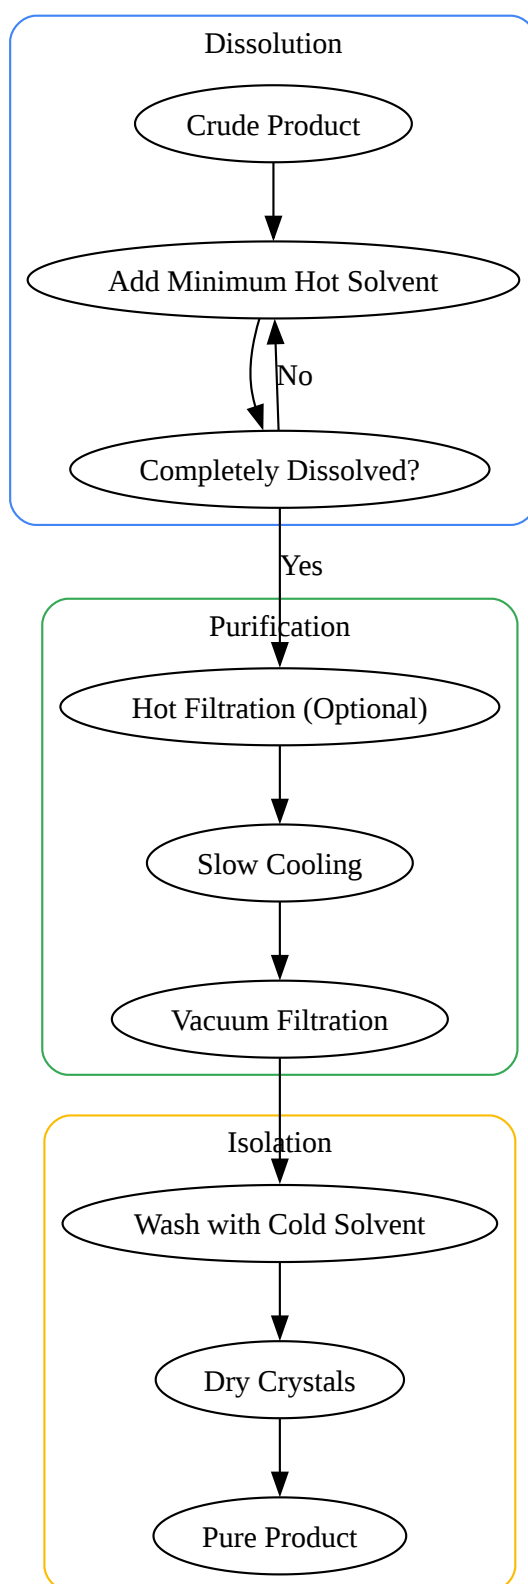 Dissolution
Crude Product
Add Minimum Hot Solvent
No
Completely Dissolved?
Yes
Purification
Hot Filtration (Optional)
Slow Cooling
Vacuum Filtration
Isolation
Wash with Cold Solvent
Dry Crystals
Pure Product